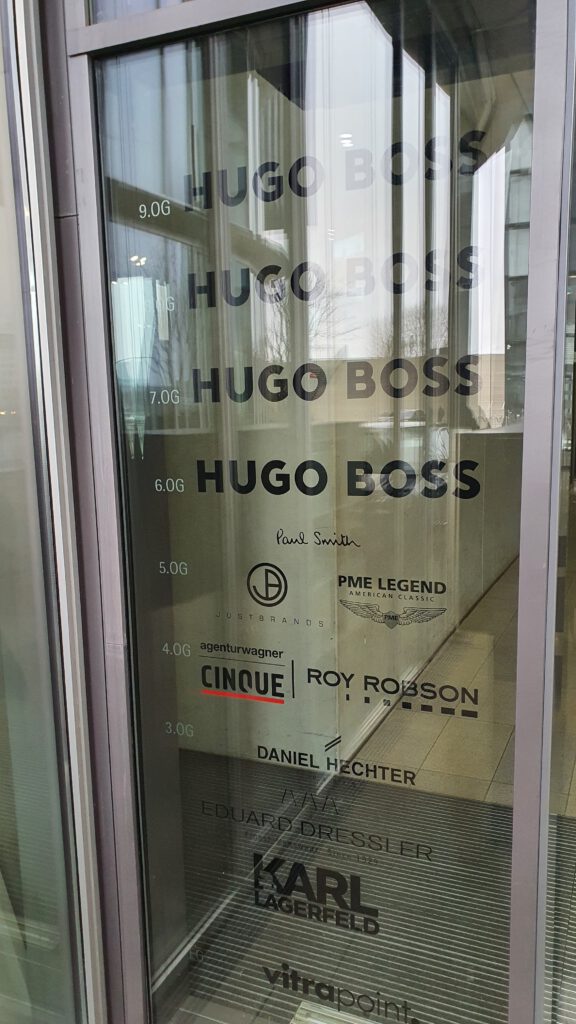 9.OG HUGO BOSS
HUGO BOSS
7.OG HUGO BOSS
6.OG HUGO BOSS
Paul Smith
5.OG
JB
JUSTBRANDS
PME LEGEND
AMERICAN CLASSIC
PME
4.OG
agenturwagner
CINQUE
ROY ROBSON
3.OG
DANIEL HECHTER
EDUARD DRESSLER
KARL
LAGERFELD
vitrapoint.